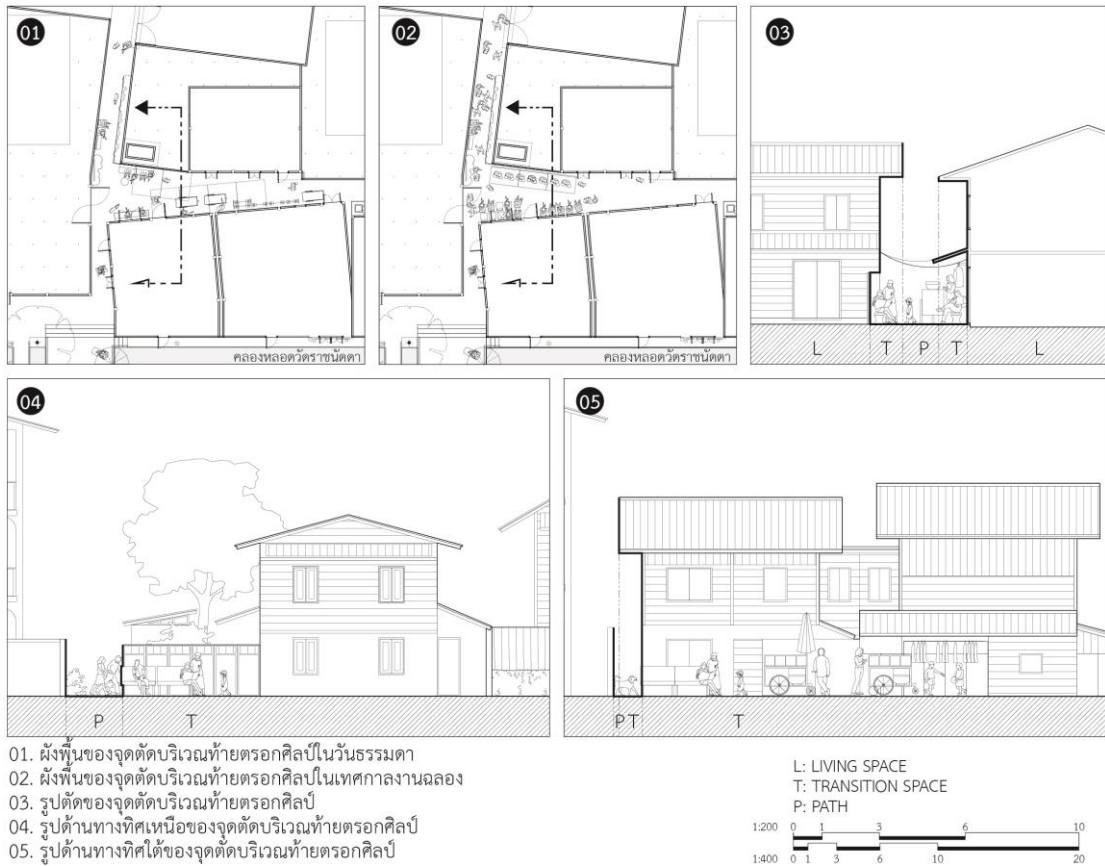 01
02
03
คลองหลอดวัดราชนัดดา
คลองหลอดวัดราชนัดดา
L T P T L
04
05
P T
P T T
01. ผังพื้นของจุดตัดบริเวณท้ายตรอกศิลป์ในวันธรรมดา
02. ผังพื้นของจุดตัดบริเวณท้ายตรอกศิลปในเทศกาลงานฉลอง
03. รูปตัดของจุดตัดบริเวณท้ายตรอกศิลป์
04. รูปด้านทางทิศเหนือของจุดตัดบริเวณท้ายตรอกศิลป์
05. รูปด้านทางทิศใต้ของจุดตัดบริเวณท้ายตรอกศิลป์
L: LIVING SPACE
T: TRANSITION SPACE
P: PATH
1:200 0 1 3 6 10
1:400 0 1 3 6 10 20